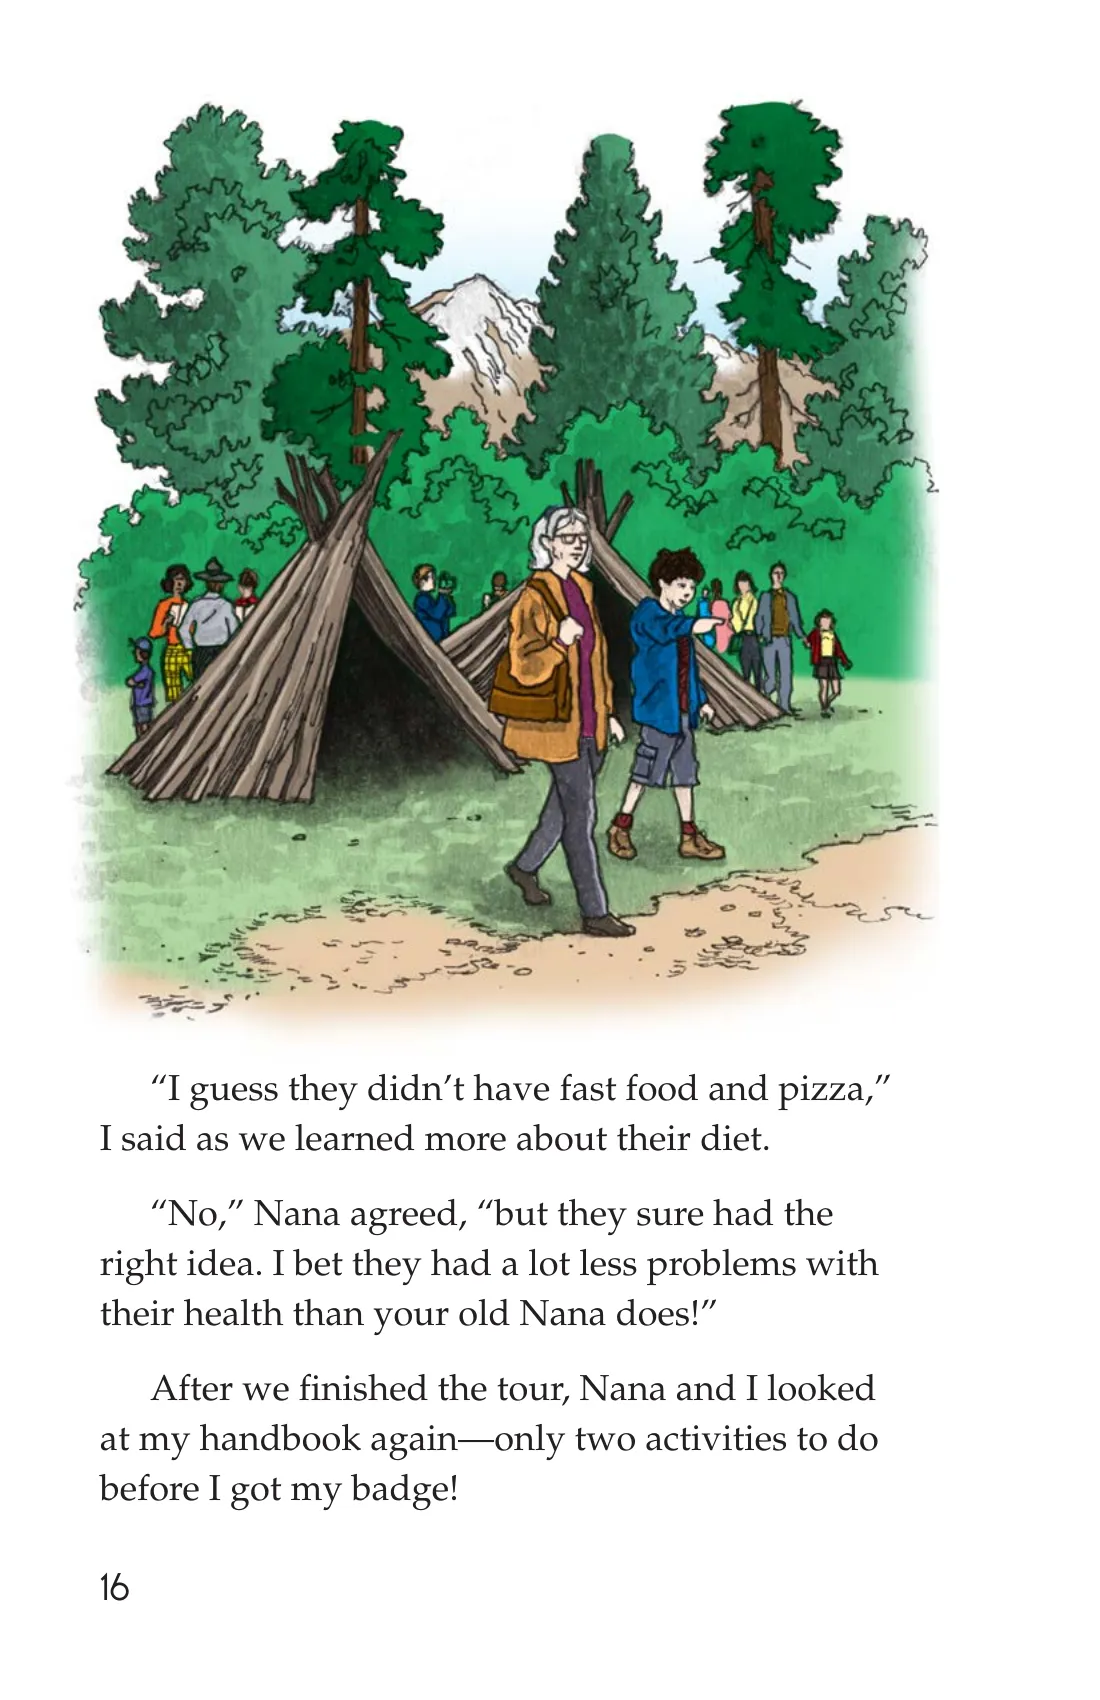 “I guess they didn’t have fast food and pizza,”
I said as we learned more about their diet.
“No,” Nana agreed, “but they sure had the
right idea. I bet they had a lot less problems with
their health than your old Nana does!”
After we finished the tour, Nana and I looked
at my handbook again—only two activities to do
before I got my badge!
16